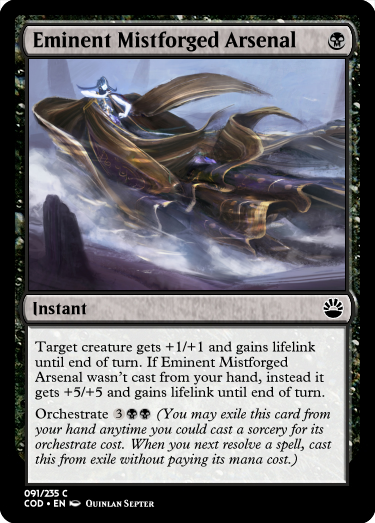 Eminent Mistforged Arsenal
Instant
Target creature gets +1/+1 and gains lifelink
until end of turn. If Eminent Mistforged
Arsenal wasn't cast from your hand, instead it
gets +5/+5 and gains lifelink until end of turn.
Orchestrate 3 (You may exile this card from
your hand anytime you could cast a sorcery for its
orchestrate cost. When you next resolve a spell, cast
this from exile without paying its mana cost.)
091/235 C
COD • EN QUINLAN SEPTER